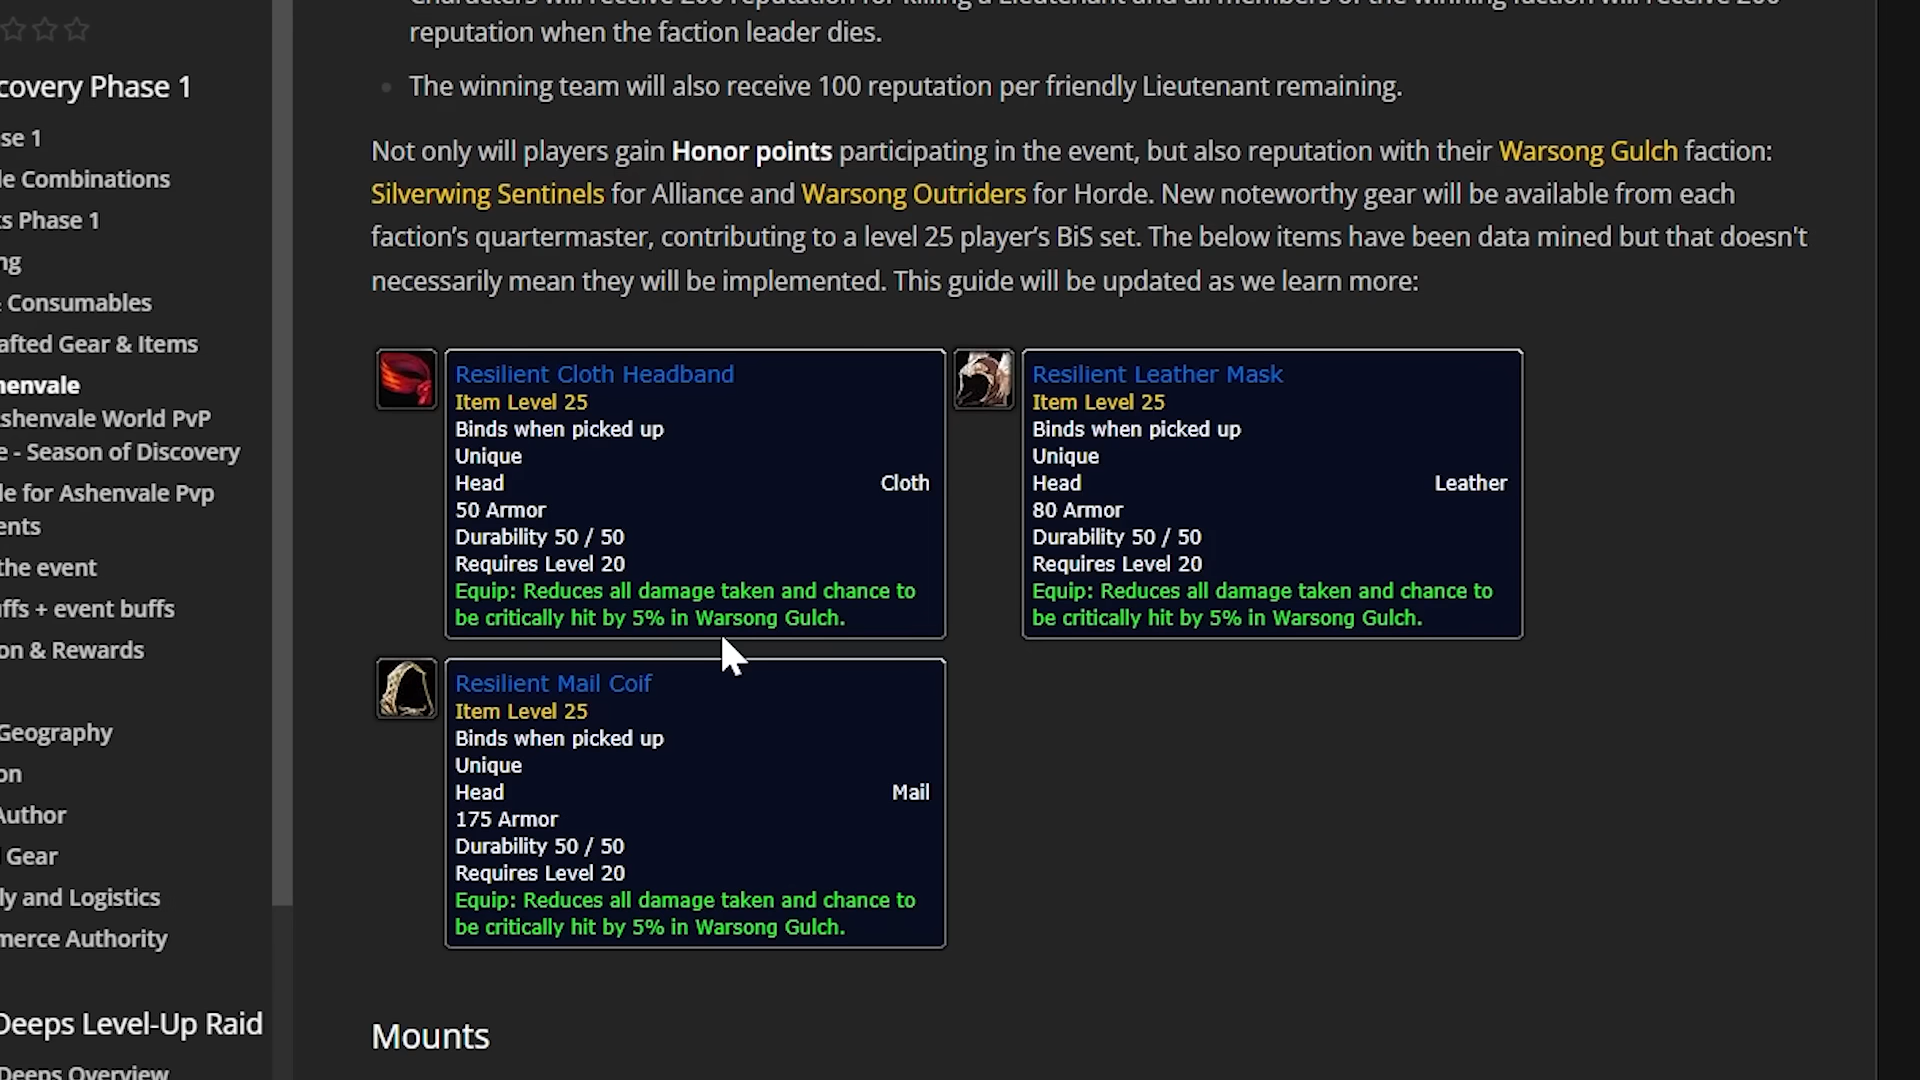 reputation when the faction leader dies.
The winning team will also receive 100 reputation per friendly Lieutenant remaining.
Not only will players gain Honor points participating in the event, but also reputation with their Warsong Gulch faction:
Silverwing Sentinels for Alliance and Warsong Outriders for Horde. New noteworthy gear will be available from each
faction's quartermaster, contributing to a level 25 player's BiS set. The below items have been data mined but that doesn't
necessarily mean they will be implemented. This guide will be updated as we learn more:
Resilient Cloth Headband
Item Level 25
Binds when picked up
Unique
Head Cloth
50 Armor
Durability 50 / 50
Requires Level 20
Equip: Reduces all damage taken and chance to
be critically hit by 5% in Warsong Gulch.
Resilient Leather Mask
Item Level 25
Binds when picked up
Unique
Head Leather
80 Armor
Durability 50 / 50
Requires Level 20
Equip: Reduces all damage taken and chance to
be critically hit by 5% in Warsong Gulch.
Resilient Mail Coif
Item Level 25
Binds when picked up
Unique
Head Mail
175 Armor
Durability 50 / 50
Requires Level 20
Equip: Reduces all damage taken and chance to
be critically hit by 5% in Warsong Gulch.
Mounts
covery Phase 1
se 1
le Combinations
ks Phase 1
ng
Consumables
afted Gear & Items
henvale
shenvale World PvP
e - Season of Discovery
le for Ashenvale Pvp
ents
the event
uffs + event buffs
on & Rewards
Geography
on
Author
Gear
ly and Logistics
merce Authority
Deeps Level-Up Raid
Deeps Overview